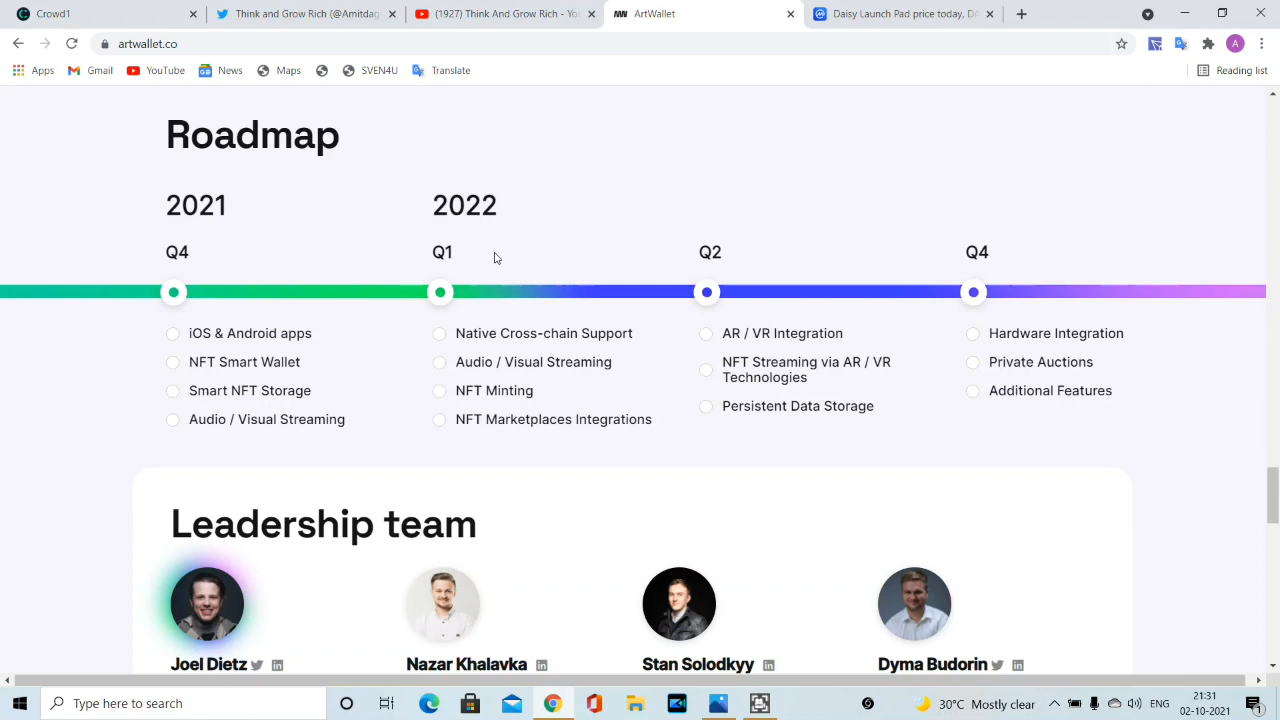 Crowd1
Think and Grow Rich (@Amitdag
(1927) Think And Grow Rich - Yo
ArtWallet
Daisy Launch Pad price today, DA
artwallet.co
A
Apps
Gmail
YouTube
News
Maps
SVEN4U
Translate
Reading list
Roadmap
2021
2022
Q4
Q1
Q2
Q4
iOS & Android apps
NFT Smart Wallet
Smart NFT Storage
Audio / Visual Streaming
Native Cross-chain Support
Audio / Visual Streaming
NFT Minting
NFT Marketplaces Integrations
AR / VR Integration
NFT Streaming via AR / VR
Technologies
Persistent Data Storage
Hardware Integration
Private Auctions
Additional Features
Leadership team
Joel Dietz
Nazar Khalavka
Stan Solodkyy
Dyma Budorin
Type here to search
30°C Mostly clear
ENG
21:31
02-10-2021
1